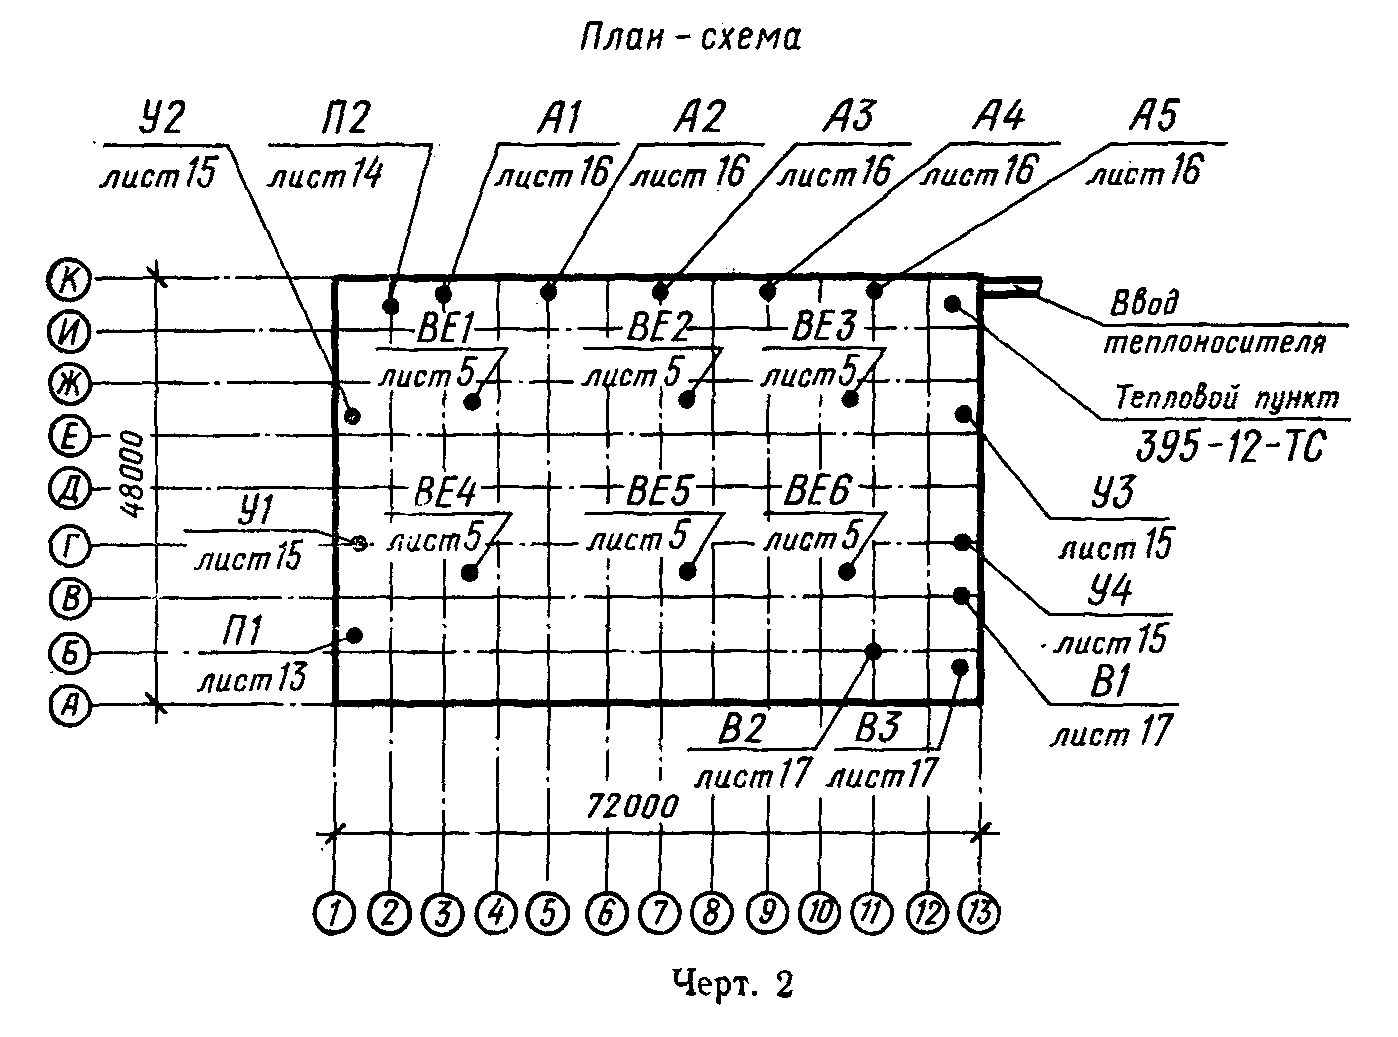 План-схема
У2 П2 А1 А2 А3 А4 А5
лист 15 лист 14 лист 16 лист 16 лист 16 лист 16 лист 16
К
И
Ж
Е
Д
Г
В
Б
А
48000
ВЕ1 ВЕ2 ВЕ3
лист 5 лист 5 лист 5
Ввод
теплоносителя
Тепловой пункт
395-12-ТС
ВЕ4 ВЕ5 ВЕ6
лист 5 лист 5 лист 5
У1
лист 15
П1
лист 13
У3
лист 15
У4
лист 15
В1
лист 17
В2 В3
лист 17 лист 17
72000
1 2 3 4 5 6 7 8 9 10 11 12 13
Черт. 2